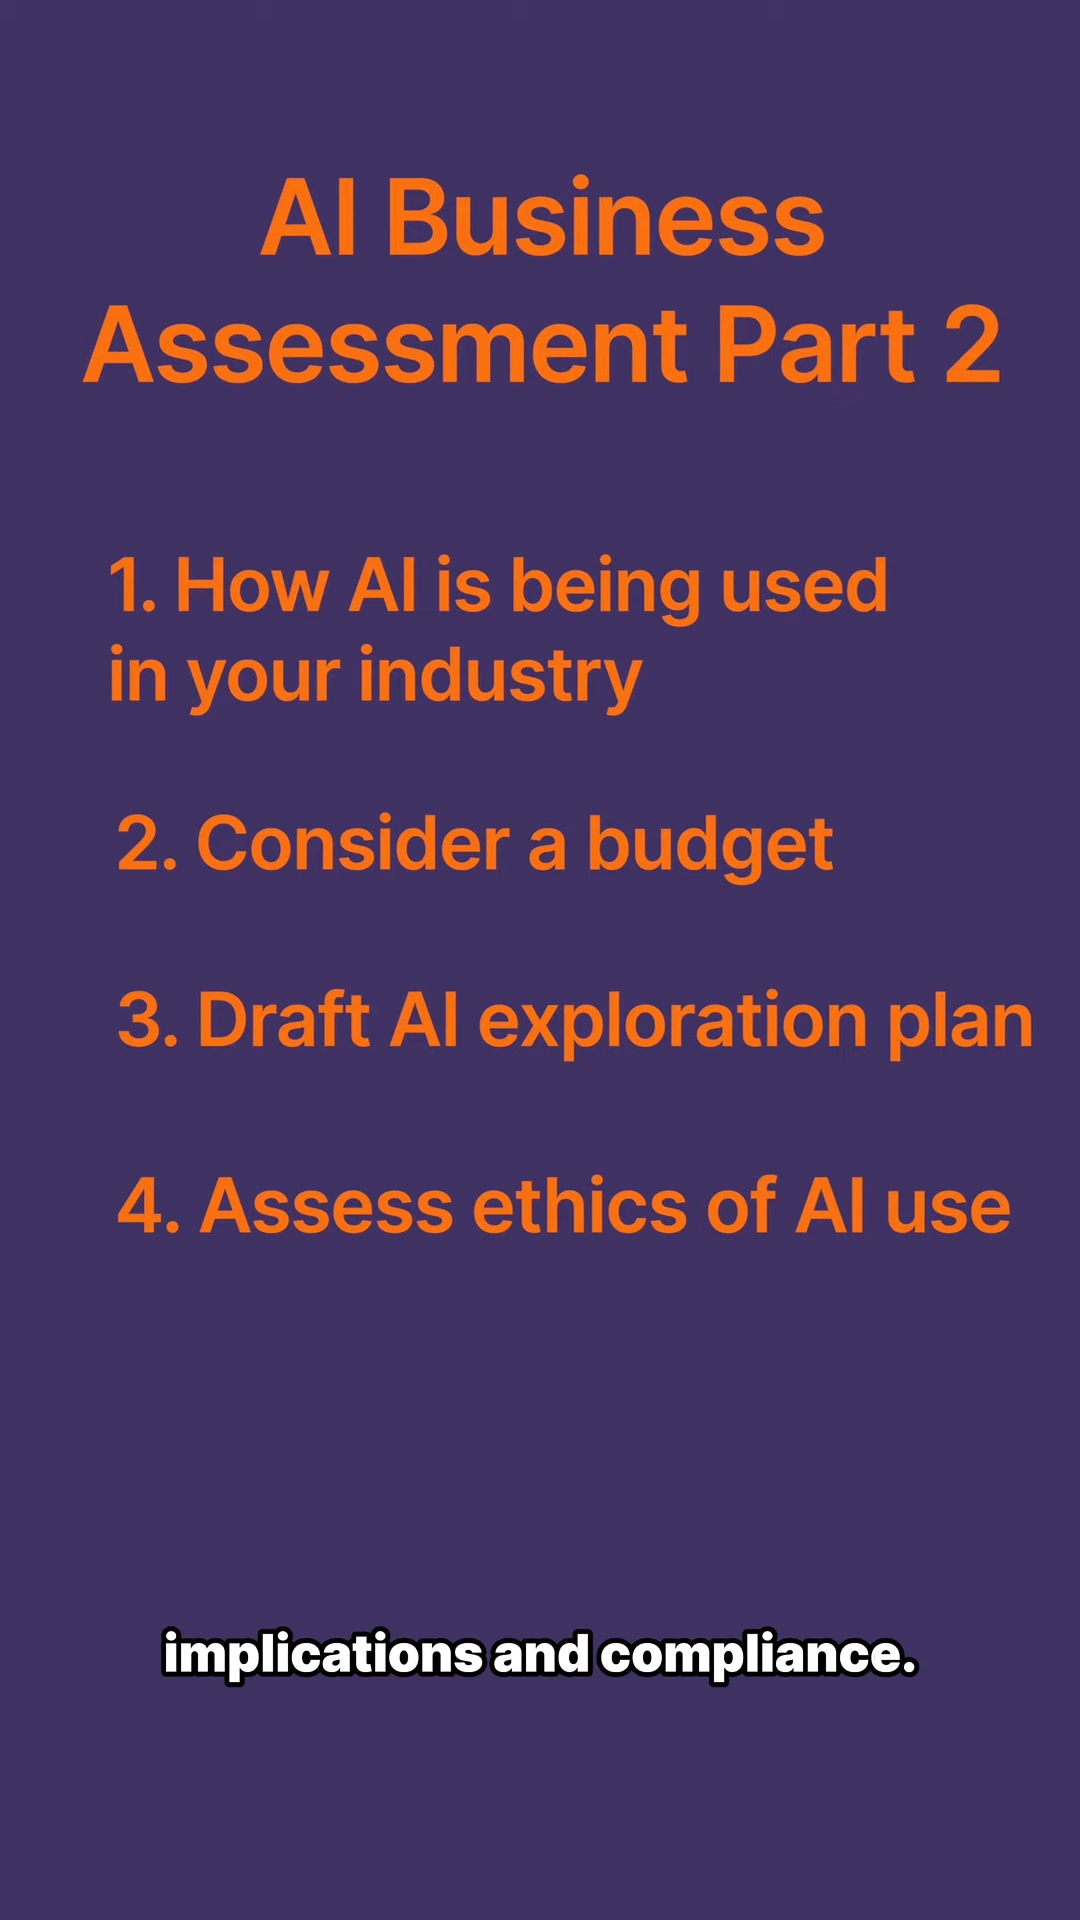 AI Business
Assessment Part 2
1. How AI is being used
in your industry
2. Consider a budget
3. Draft AI exploration plan
4. Assess ethics of AI use
implications and compliance.